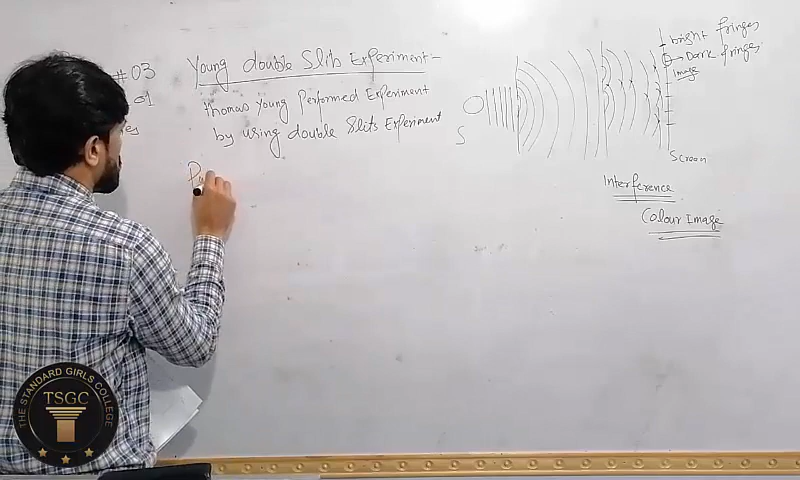 #03
01
es
Young double Slits Experiment:-
thomas Young Performed Experiment
by using double Slits Experiment
Pu
S
bright fringes
Dark fringes
Image
Screen
Interference
Colour Image
THE STANDARD GIRLS COLLEGE
TSGC